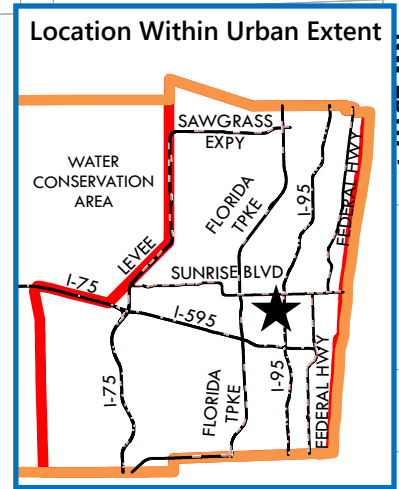 Location Within Urban Extent
SAWGRASS
EXPY
WATER
CONSERVATION
AREA
FLORIDA
TPKE
I-95
FEDERAL HWY
LEVEE
SUNRISE BLVD
I-75
I-595
I-75
FLORIDA
TPKE
I-95
FEDERAL HWY